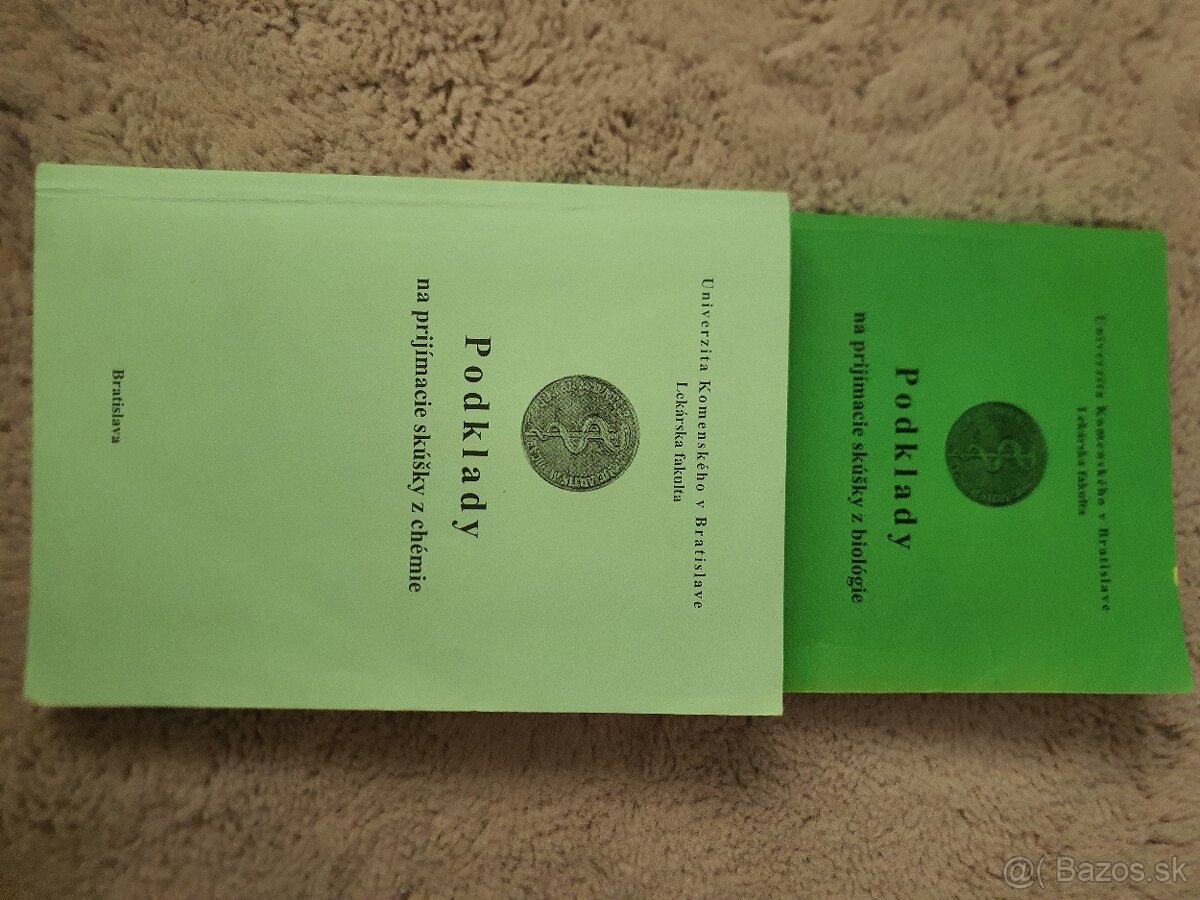 Univerzita Komenského v Bratislave
Lekárska fakulta
Podklady
na prijímacie skúšky z chémie
Bratislava
Univerzita Komenského v Bratislave
Lekárska fakulta
Podklady
na prijímacie skúšky z biológie
@( Bazos.sk